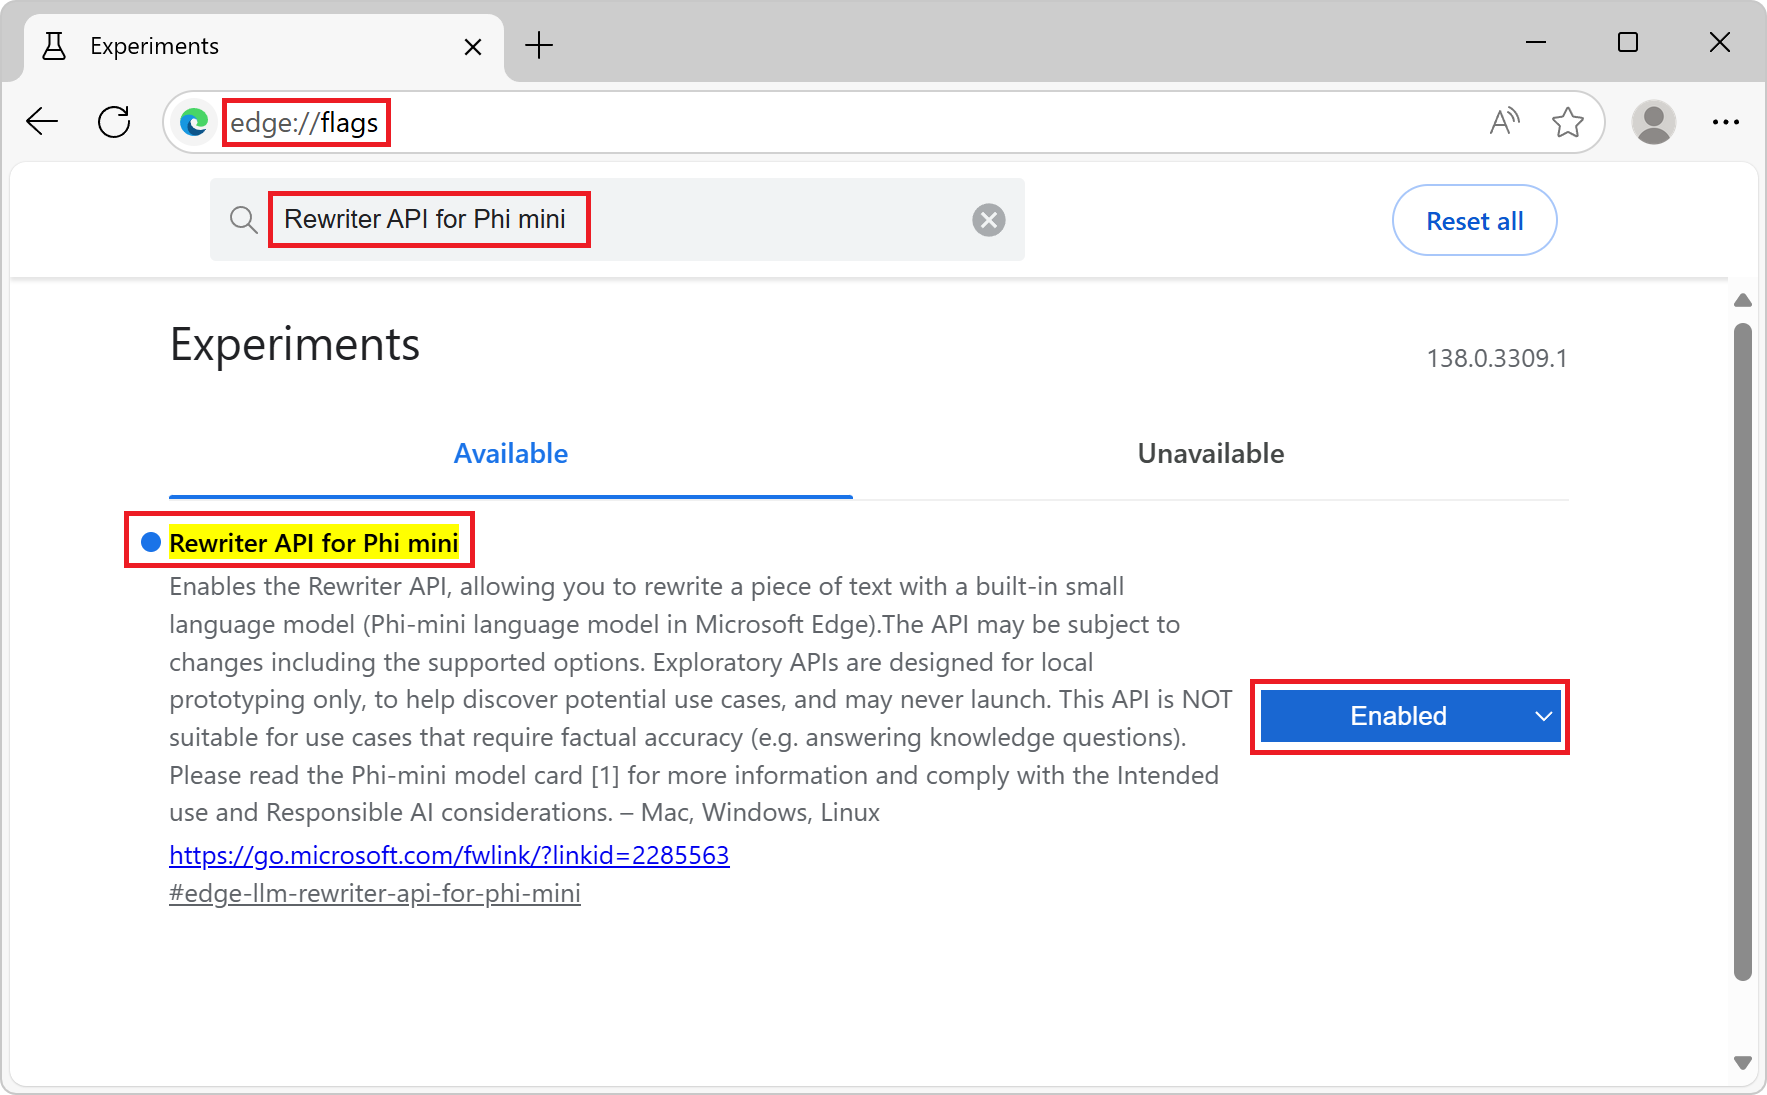 Experiments
edge://flags
Rewriter API for Phi mini
Reset all
Experiments
138.0.3309.1
Available
Unavailable
Rewriter API for Phi mini
Enables the Rewriter API, allowing you to rewrite a piece of text with a built-in small
language model (Phi-mini language model in Microsoft Edge).The API may be subject to
changes including the supported options. Exploratory APIs are designed for local
prototyping only, to help discover potential use cases, and may never launch. This API is NOT
suitable for use cases that require factual accuracy (e.g. answering knowledge questions).
Please read the Phi-mini model card [1] for more information and comply with the Intended
use and Responsible AI considerations. – Mac, Windows, Linux
Enabled
https://go.microsoft.com/fwlink/?linkid=2285563
#edge-llm-rewriter-api-for-phi-mini